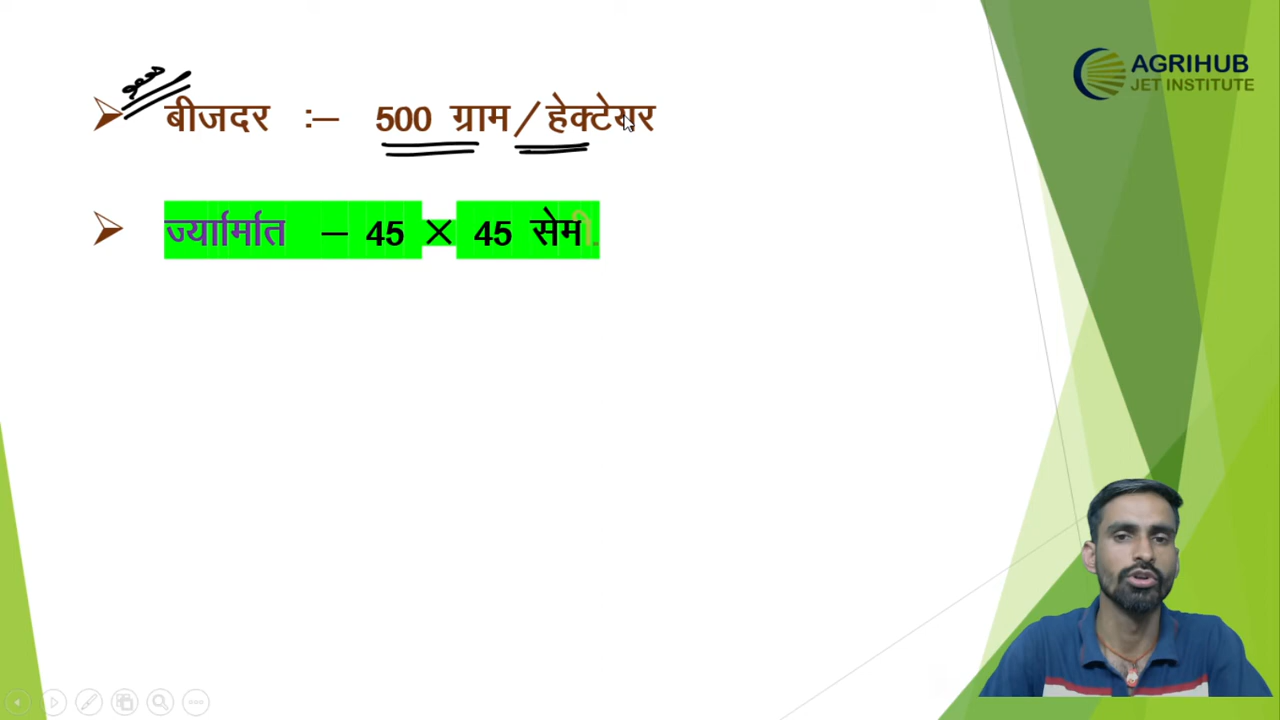 AGRIHUB
JET INSTITUTE
बीजदर :– 500 ग्राम/हेक्टेयर
– 45 × 45 सेमी.